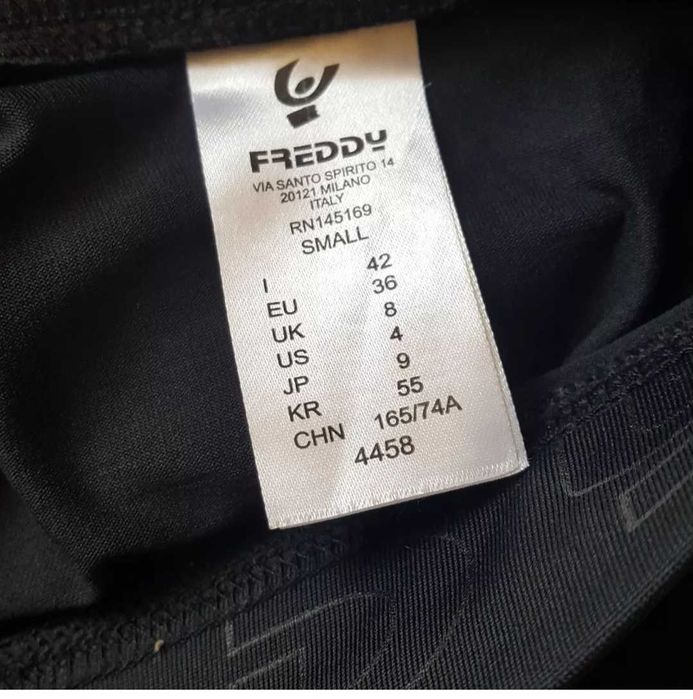 FREDDY
VIA SANTO SPIRITO 14
20121 MILANO
ITALY
RN145169
SMALL
I 42
EU 36
UK 8
US 4
JP 9
KR 55
CHN 165/74A
4458